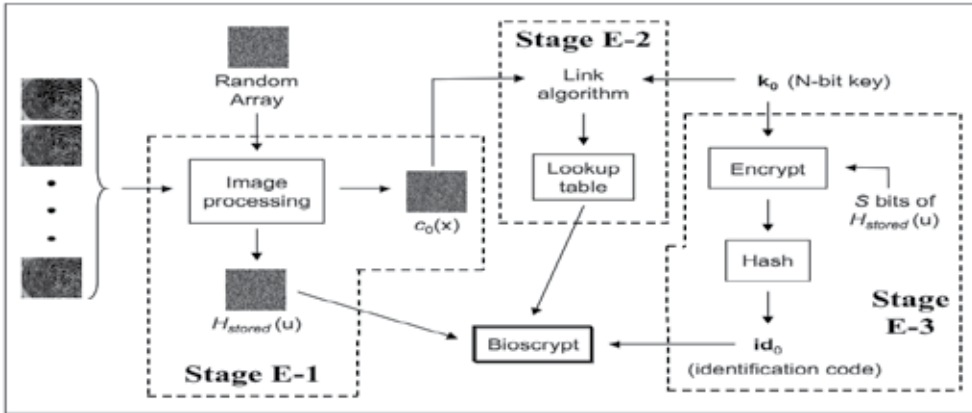 Stage E-2
Random
Array
Link
algorithm
k₀ (N-bit key)
Image
processing
c₀(x)
Lookup
table
Encrypt
S bits of
Hstored (u)
Hash
Hstored (u)
Stage
E-3
Bioscrypt
id₀
(identification code)
Stage E-1